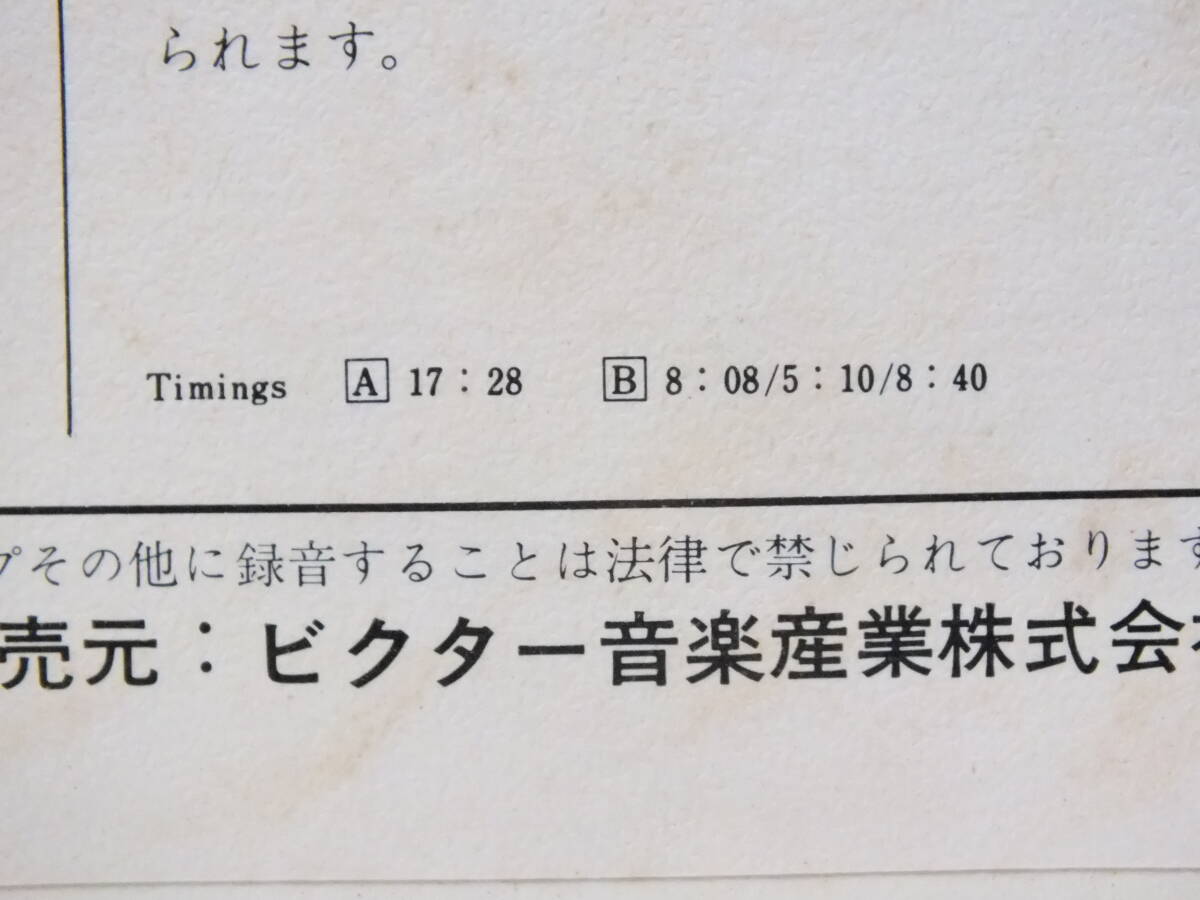 られます。
Timings A 17:28 B 8:08/5:10/8:40
プその他に録音することは法律で禁じられております
売元:ビクター音楽産業株式会